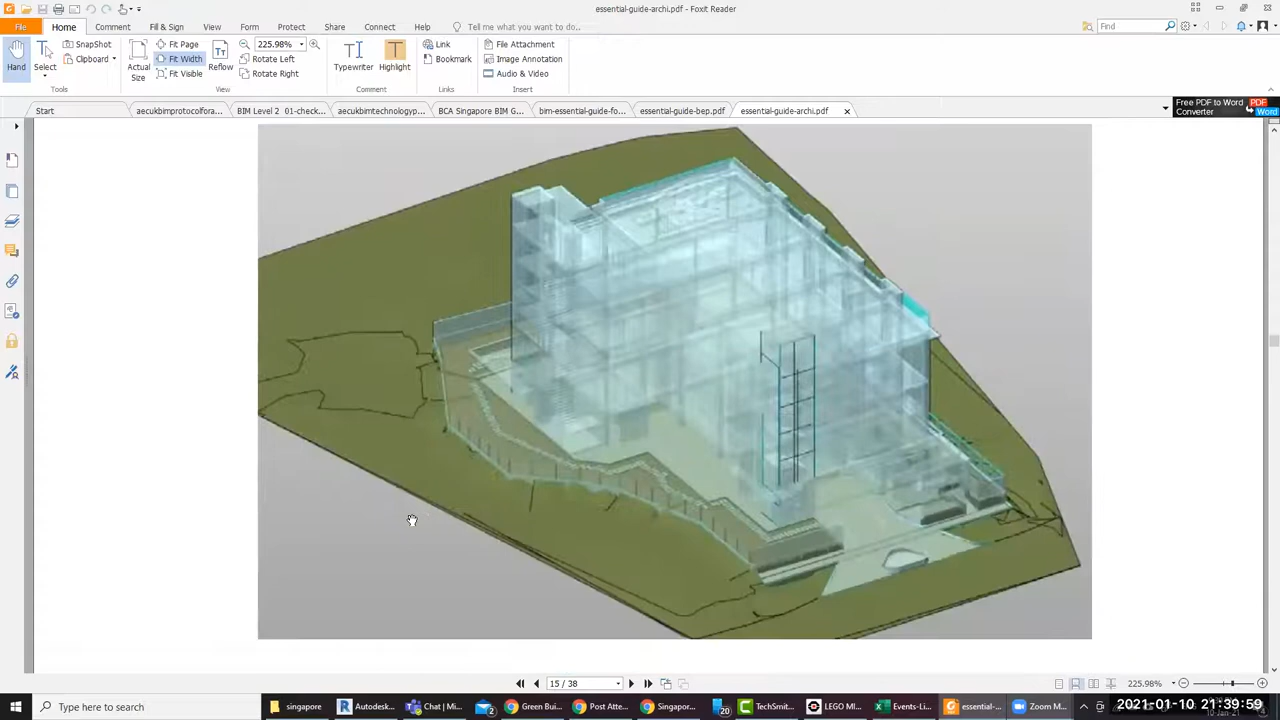 essential-guide-archi.pdf - Foxit Reader
File Home Comment Fill & Sign View Form Protect Share Connect Help Tell me what you want to do... Find
Hand Select SnapShot Clipboard Actual Size Fit Page Fit Width Fit Visible Reflow 225.98% Rotate Left Rotate Right Typewriter Highlight Link Bookmark File Attachment Image Annotation Audio & Video
Tools View Comment Links Insert
Start aecukbimprotocolfora... BIM Level 2 01-check... aecukbimtechnologyp... BCA Singapore BIM G... bim-essential-guide-fo... essential-guide-bep.pdf essential-guide-archi.pdf
Free PDF to Word Converter PDF Word
15 / 38 225.98%
Type here to search singapore Autodesk... Chat | Mi... 2 Green Bui... Post Atte... Singapor... 20 TechSmit... LEGO MI... Events-Li... essential-... Zoom M...
2021-01-10 21:39:59